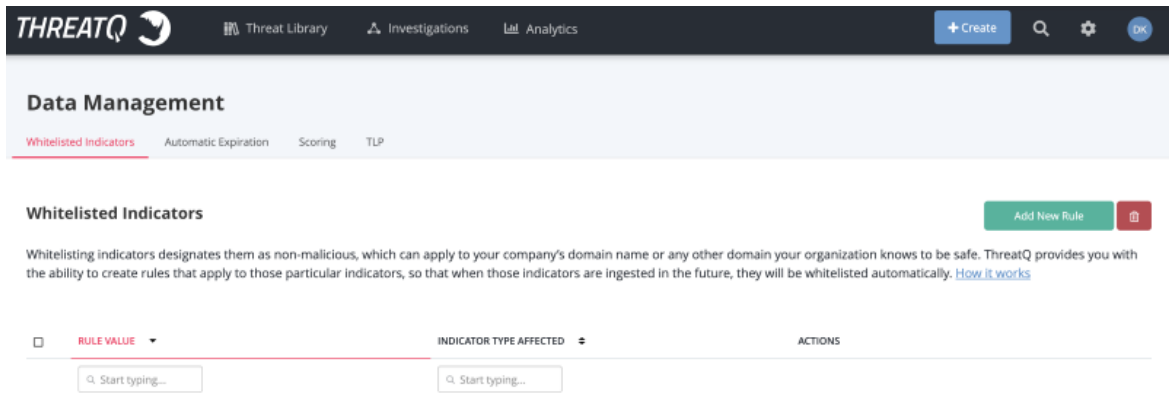 THREATQ
Threat Library
Investigations
Analytics
+ Create
DK
Data Management
Whitelisted Indicators
Automatic Expiration
Scoring
TLP
Whitelisted Indicators
Add New Rule
Whitelisting indicators designates them as non-malicious, which can apply to your company's domain name or any other domain your organization knows to be safe. ThreatQ provides you with
the ability to create rules that apply to those particular indicators, so that when those indicators are ingested in the future, they will be whitelisted automatically. How it works
RULE VALUE
INDICATOR TYPE AFFECTED
ACTIONS
Start typing...
Start typing...